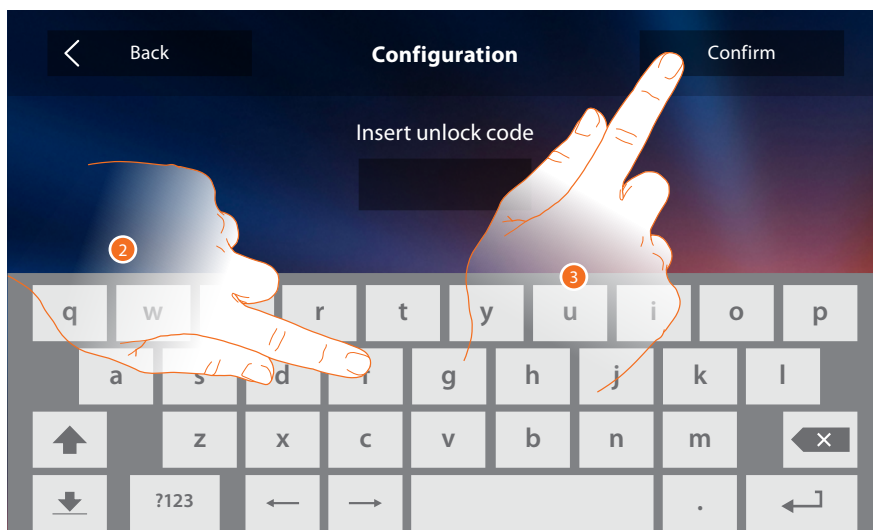 Back Configuration Confirm
Insert unlock code
2
3
q w r t y u i o p
a s d f g h j k l
z x c v b n m
?123 .